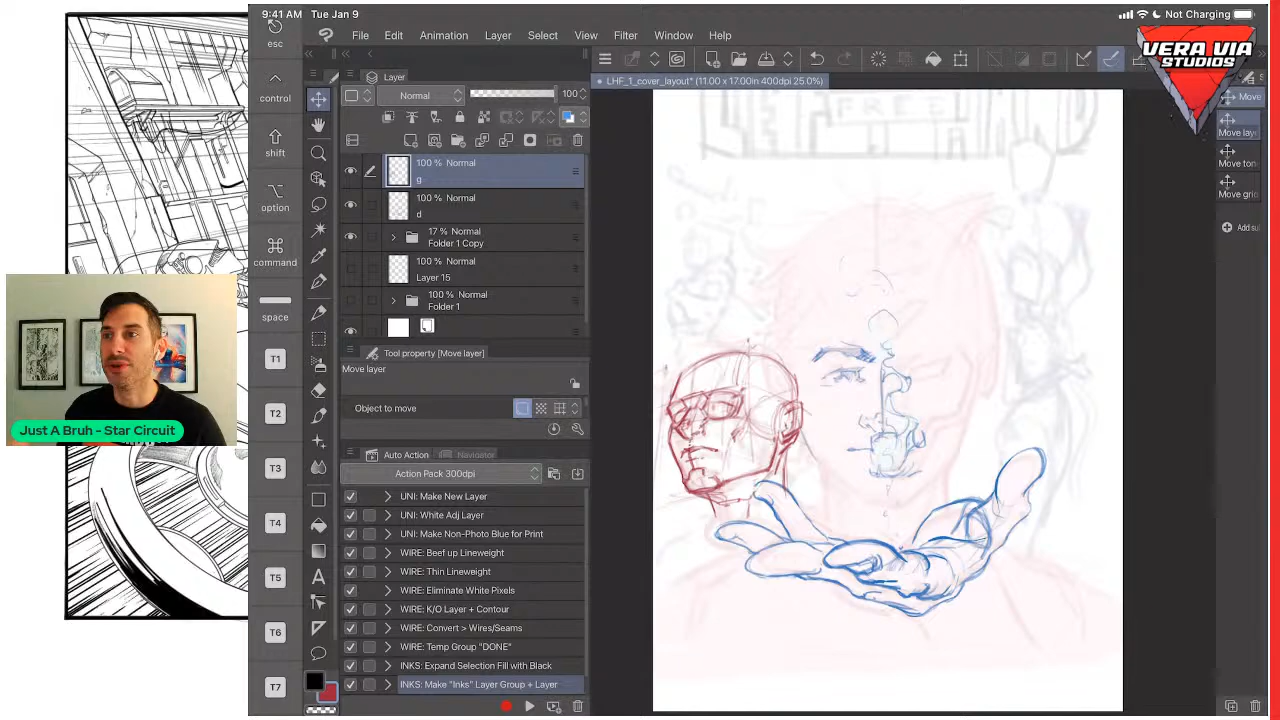 9:41 AM Tue Jan 9
Not Charging
esc
File Edit Animation Layer Select View Filter Window Help
VERA VIA
STUDIOS
Layer
LHF_1_cover_layout* (11.00 x 17.00in 400dpi 25.0%)
control
Normal 100
Move
Move laye
shift
Move ton
Move grid
100 % Normal
g
option
100 % Normal
d
Add su
command
17 % Normal
Folder 1 Copy
100 % Normal
Layer 15
space
100 % Normal
Folder 1
T1
Tool property [Move layer]
Move layer
Object to move
T2
Just A Bruh - Star Circuit
Auto Action Navigator
T3
Action Pack 300dpi
UNI: Make New Layer
UNI: White Adj Layer
T4
UNI: Make Non-Photo Blue for Print
WIRE: Beef up Lineweight
WIRE: Thin Lineweight
T5
WIRE: Eliminate White Pixels
WIRE: K/O Layer + Contour
WIRE: Convert > Wires/Seams
T6
WIRE: Temp Group "DONE"
INKS: Expand Selection Fill with Black
T7
INKS: Make "Inks" Layer Group + Layer